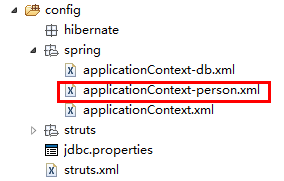 config
hibernate
spring
applicationContext-db.xml
applicationContext-person.xml
applicationContext.xml
struts
jdbc.properties
struts.xml